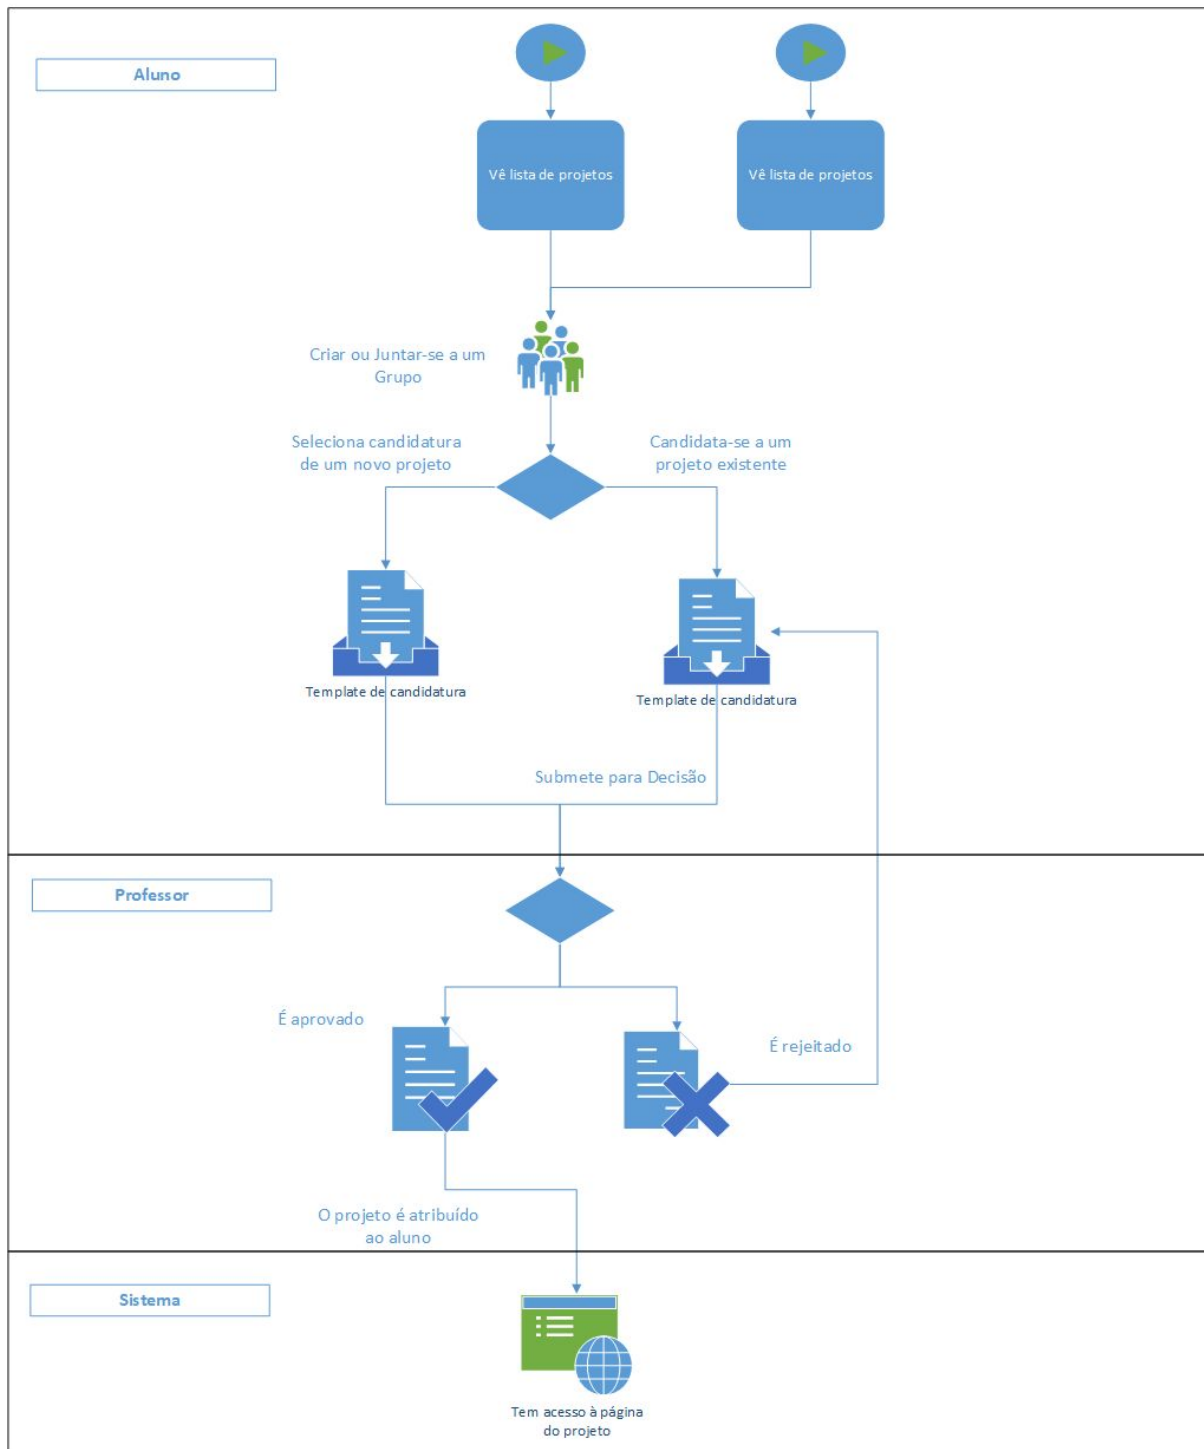 Aluno
Vê lista de projetos
Vê lista de projetos
Criar ou Juntar-se a um
Grupo
Seleciona candidatura
de um novo projeto
Candidata-se a um
projeto existente
Template de candidatura
Template de candidatura
Submete para Decisão
Professor
É aprovado
É rejeitado
O projeto é atribuído
ao aluno
Sistema
Tem acesso à página
do projeto